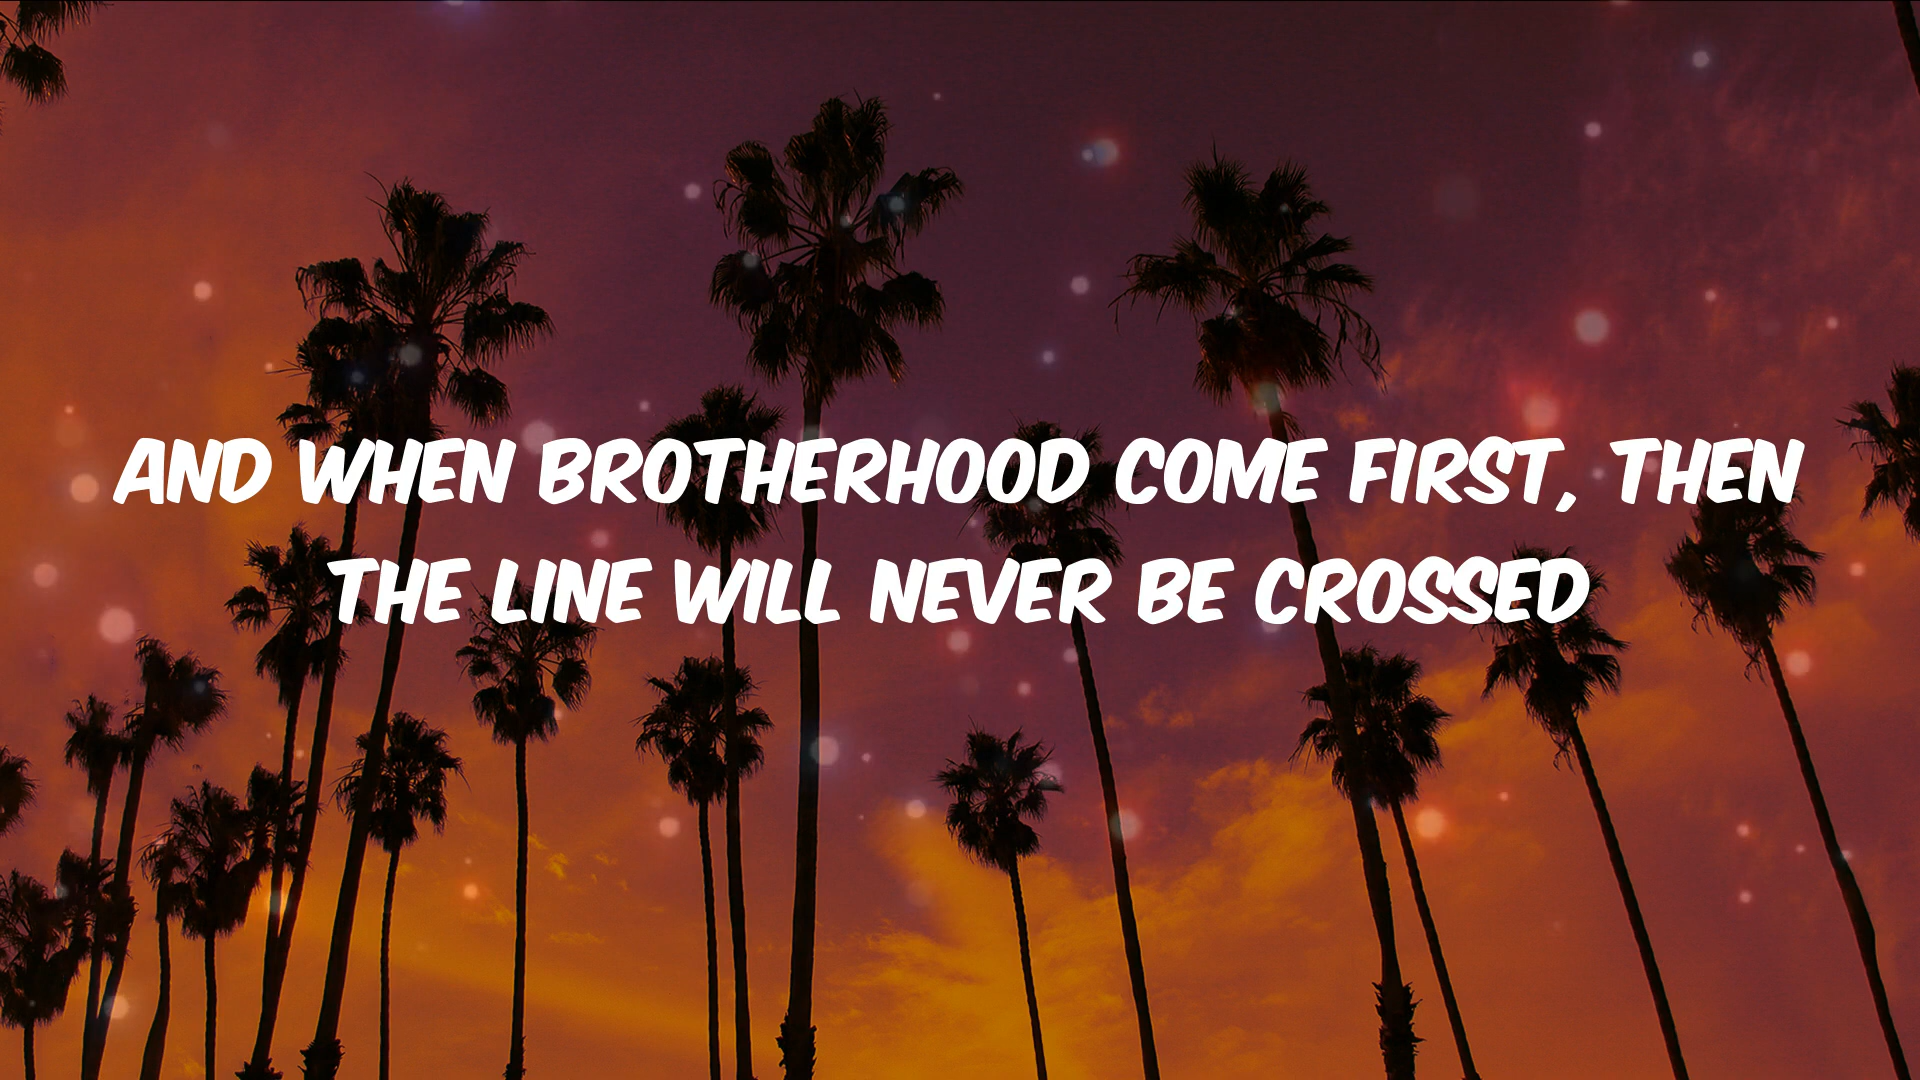 AND WHEN BROTHERHOOD COME FIRST, THEN
THE LINE WILL NEVER BE CROSSED